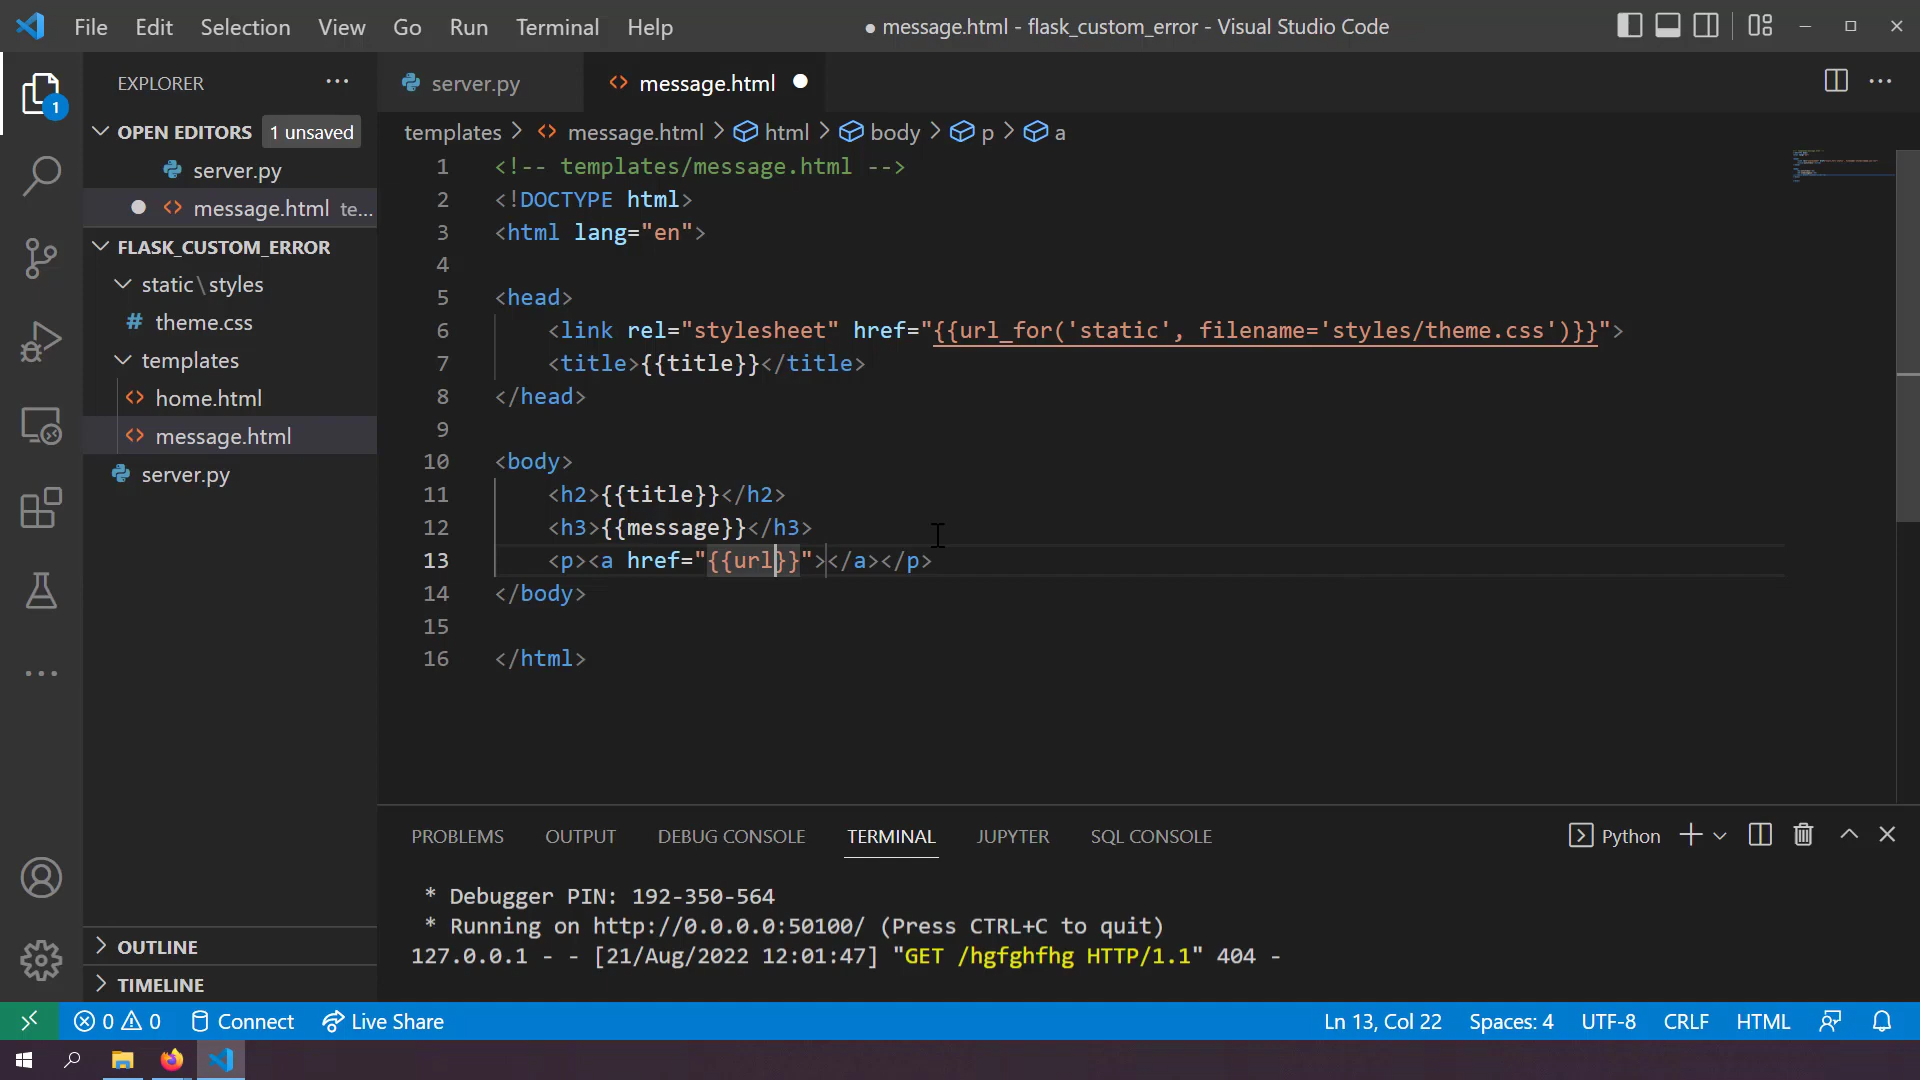 File Edit Selection View Go Run Terminal Help
● message.html - flask_custom_error - Visual Studio Code
EXPLORER
1
OPEN EDITORS 1 unsaved
server.py
message.html te...
FLASK_CUSTOM_ERROR
static\styles
# theme.css
templates
home.html
message.html
server.py
OUTLINE
TIMELINE
server.py message.html
templates > message.html > html > body > p > a
1 <!-- templates/message.html -->
2 <!DOCTYPE html>
3 <html lang="en">
4
5 <head>
6 <link rel="stylesheet" href="{{url_for('static', filename='styles/theme.css')}}">
7 <title>{{title}}</title>
8 </head>
9
10 <body>
11 <h2>{{title}}</h2>
12 <h3>{{message}}</h3>
13 <p><a href="{{url}}"></a></p>
14 </body>
15
16 </html>
PROBLEMS OUTPUT DEBUG CONSOLE TERMINAL JUPYTER SQL CONSOLE
Python
* Debugger PIN: 192-350-564
* Running on http://0.0.0.0:50100/ (Press CTRL+C to quit)
127.0.0.1 - - [21/Aug/2022 12:01:47] "GET /hgfghfhg HTTP/1.1" 404 -
0 0 Connect Live Share
Ln 13, Col 22 Spaces: 4 UTF-8 CRLF HTML